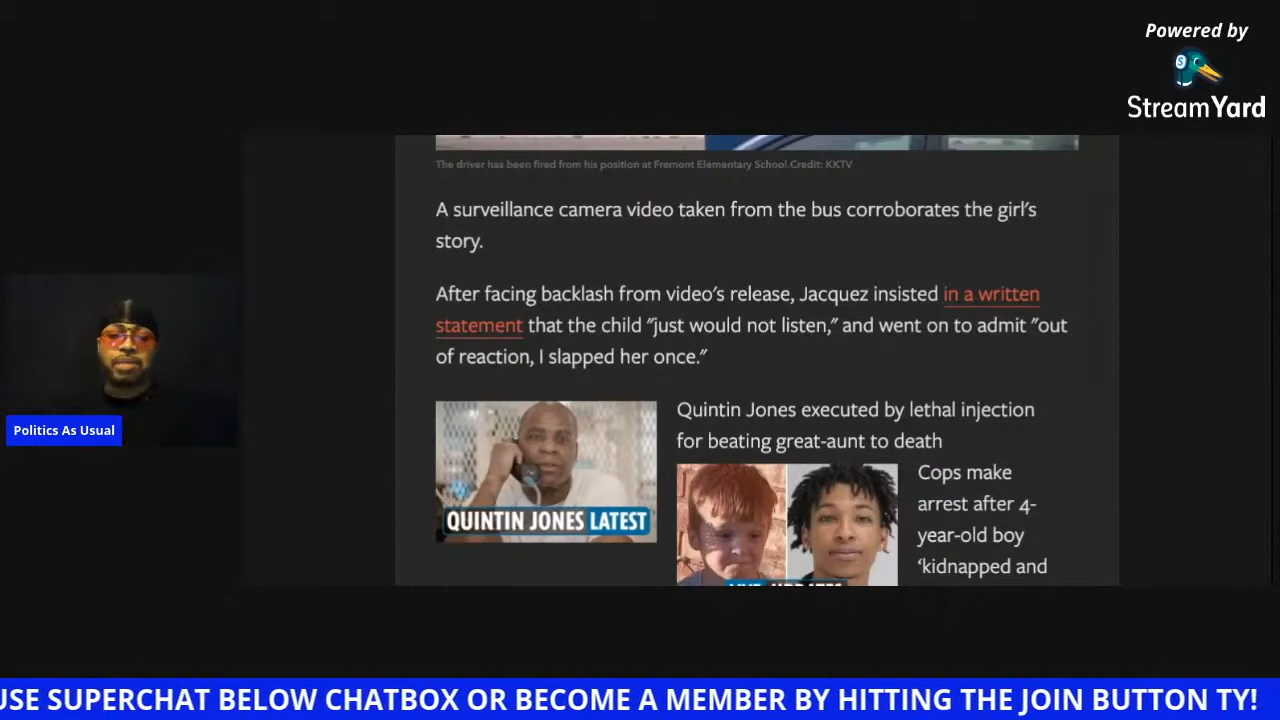 Powered by
StreamYard
The driver has been fired from his position at Fremont Elementary School.Credit: KKTV
A surveillance camera video taken from the bus corroborates the girl's
story.
After facing backlash from video's release, Jacquez insisted in a written
statement that the child "just would not listen," and went on to admit "out
of reaction, I slapped her once."
Quintin Jones executed by lethal injection
for beating great-aunt to death
QUINTIN JONES LATEST
Cops make
arrest after 4-
year-old boy
'kidnapped and
Politics As Usual
USE SUPERCHAT BELOW CHATBOX OR BECOME A MEMBER BY HITTING THE JOIN BUTTON TY!